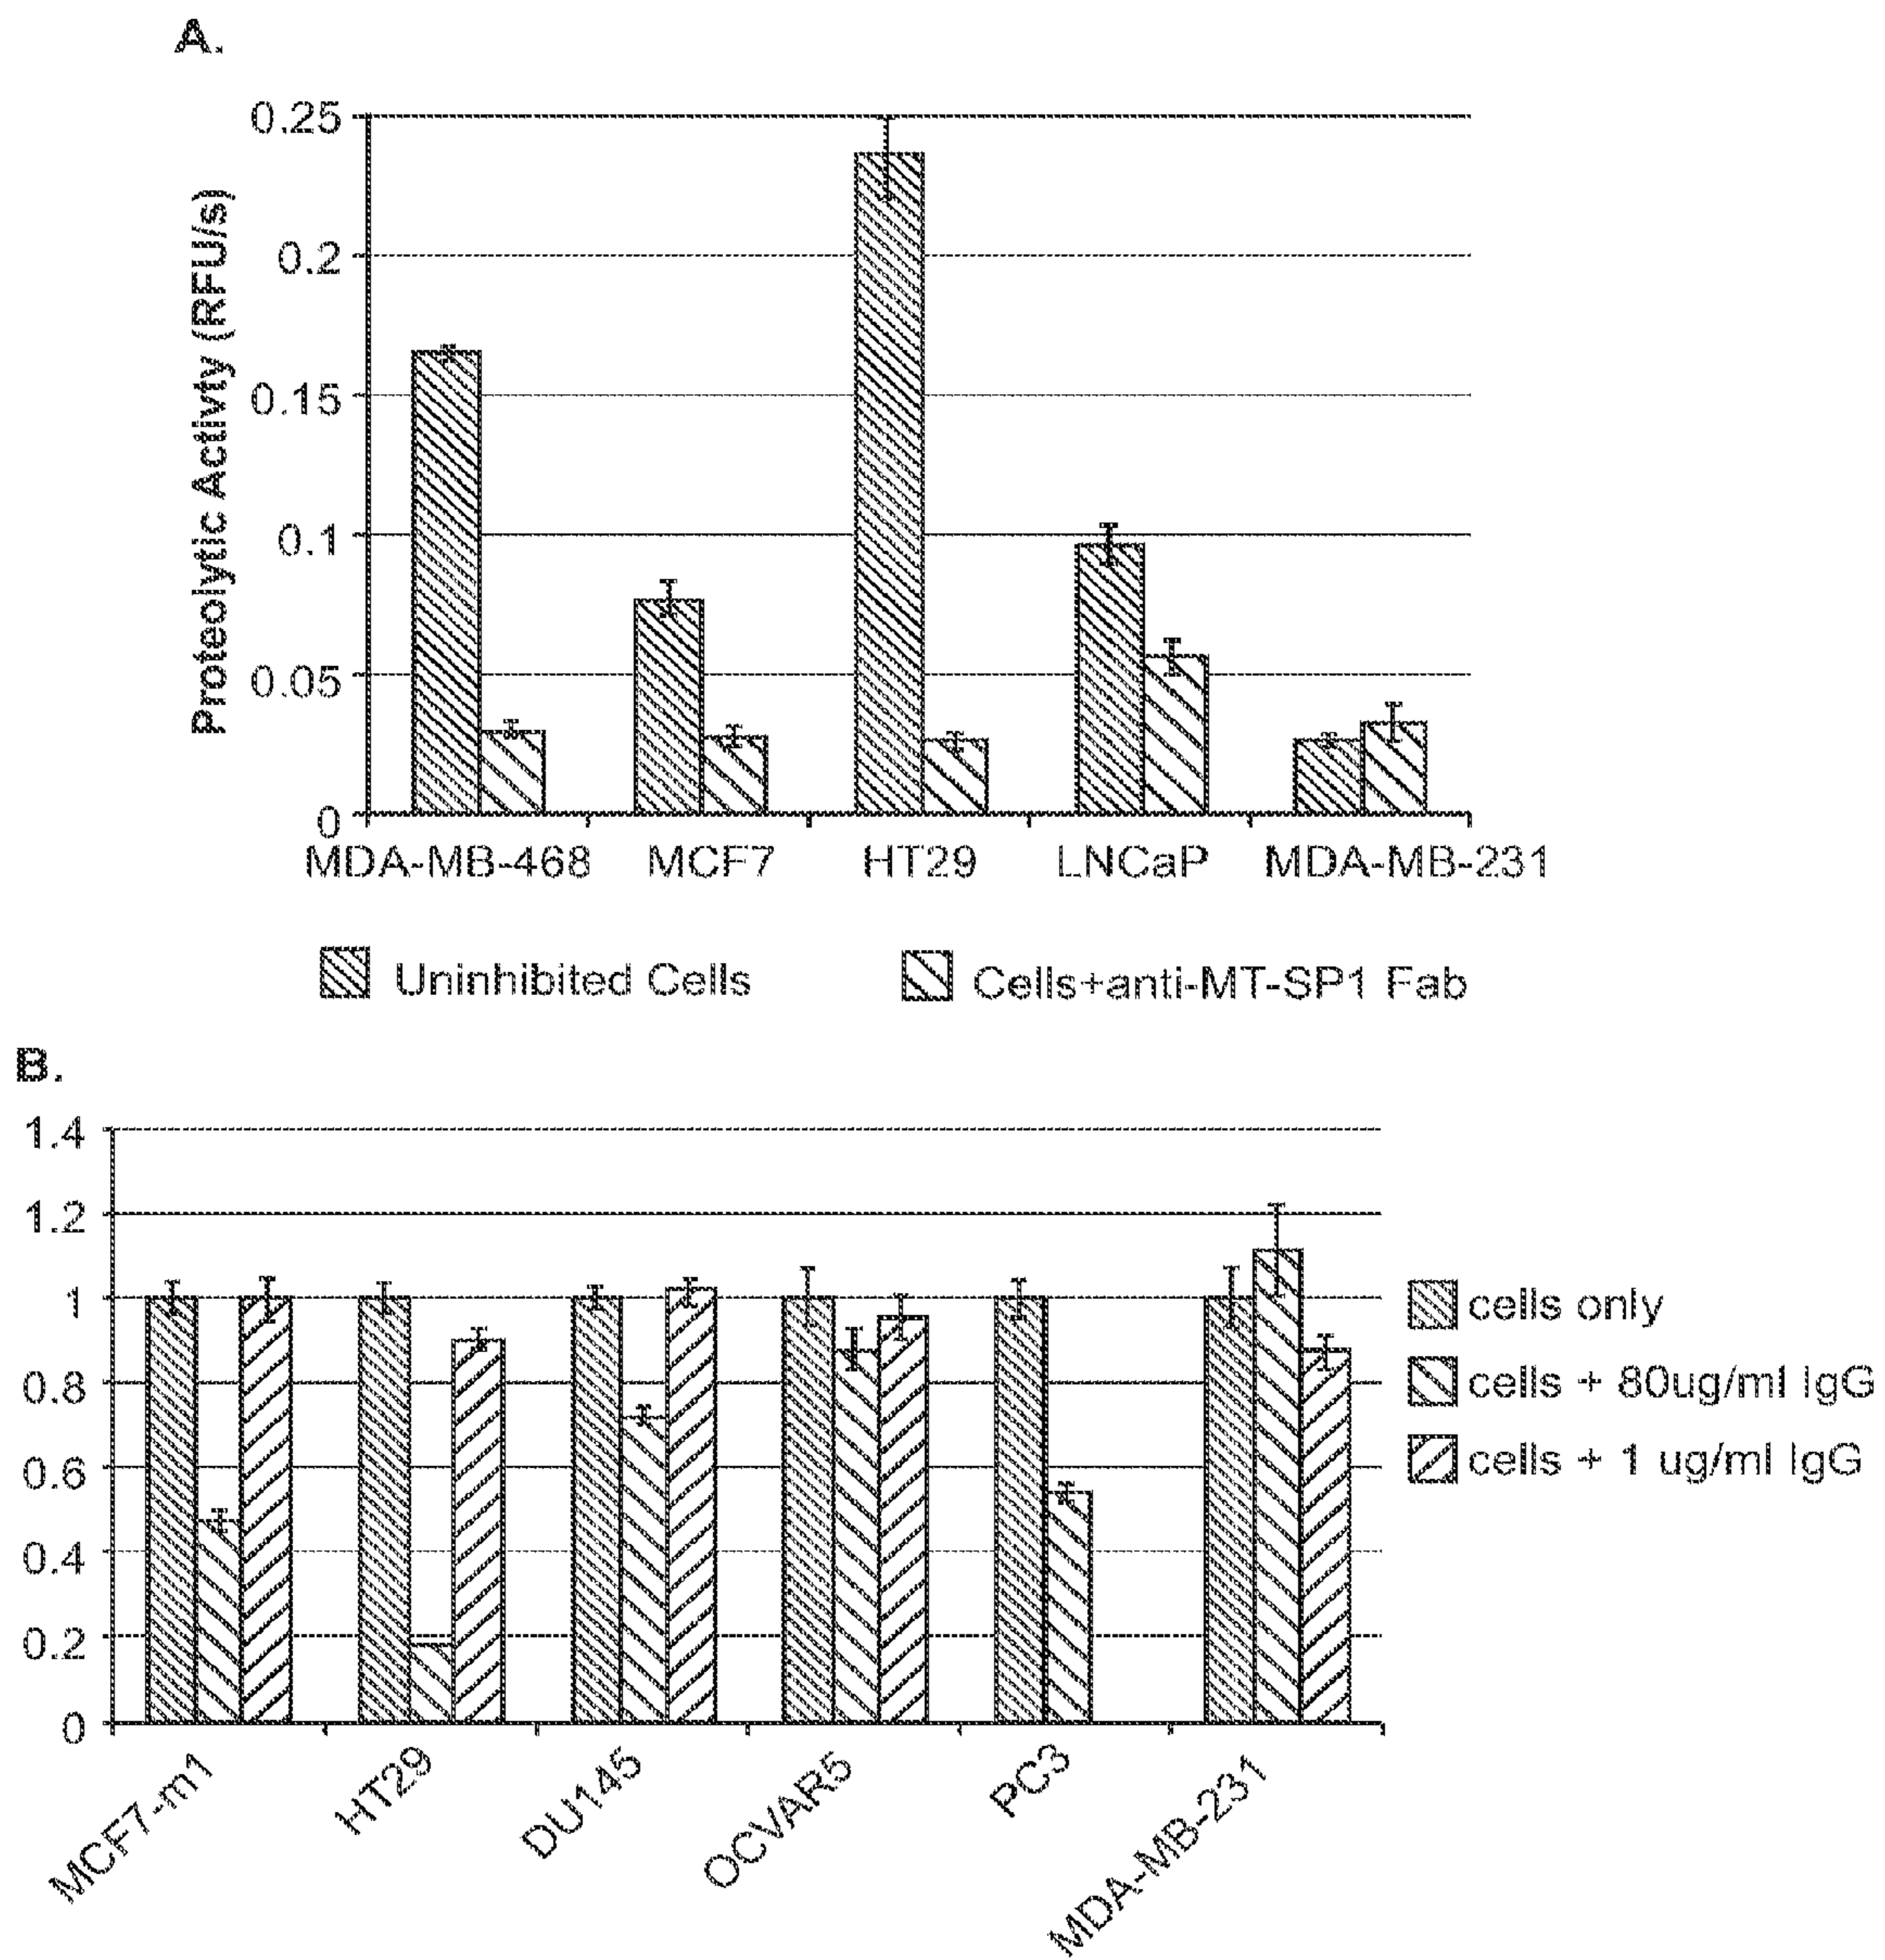 A.
Proteolytic Activity (RFU/s)
0.25
0.2
0.15
0.1
0.05
0
MDA-MB-468 MCF7 HT29 LNCaP MDA-MB-231
Uninhibited Cells Cells+anti-MT-SP1 Fab
B.
1.4
1.2
1
0.8
0.6
0.4
0.2
0
MCF7-m1 HT29 DU145 OCVAR5 PC3 MDA-MB-231
cells only
cells + 80ug/ml IgG
cells + 1 ug/ml IgG